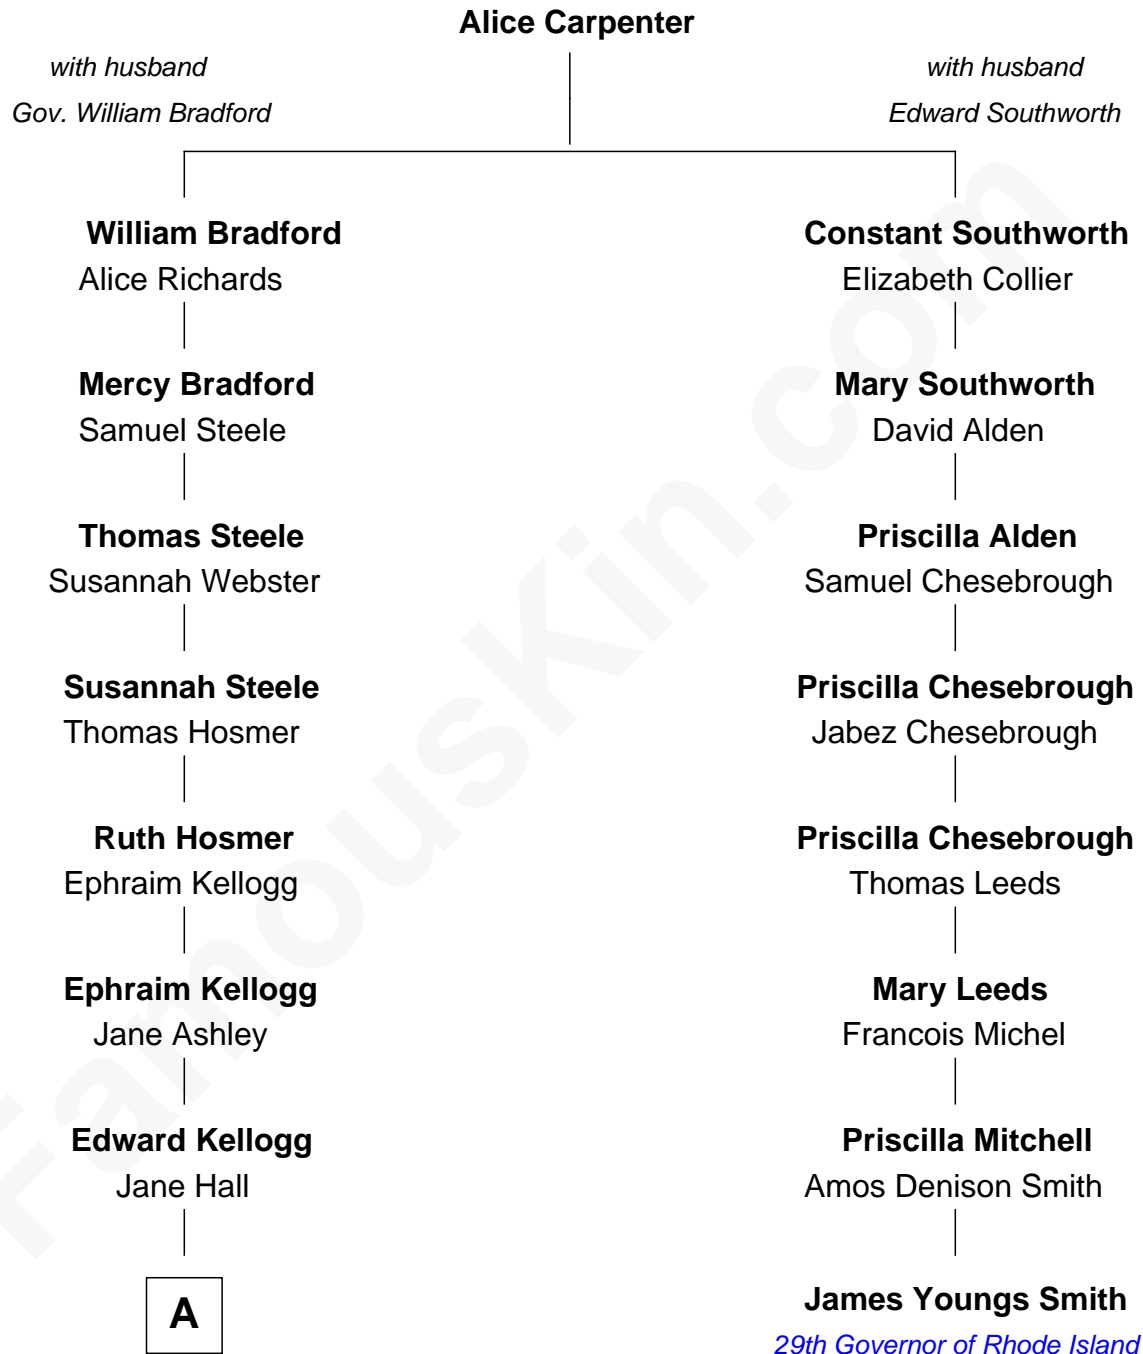 Alice Carpenter
with husband
Gov. William Bradford
with husband
Edward Southworth
William Bradford
Alice Richards
Mercy Bradford
Samuel Steele
Thomas Steele
Susannah Webster
Susannah Steele
Thomas Hosmer
Ruth Hosmer
Ephraim Kellogg
Ephraim Kellogg
Jane Ashley
Edward Kellogg
Jane Hall
A
Constant Southworth
Elizabeth Collier
Mary Southworth
David Alden
Priscilla Alden
Samuel Chesebrough
Priscilla Chesebrough
Jabez Chesebrough
Priscilla Chesebrough
Thomas Leeds
Mary Leeds
Francois Michel
Priscilla Mitchell
Amos Denison Smith
James Youngs Smith
29th Governor of Rhode Island
FamousKin.com